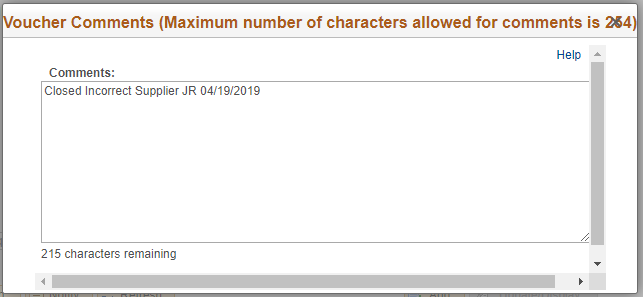 Voucher Comments (Maximum number of characters allowed for comments is 254)
Help
Comments:
Closed Incorrect Supplier JR 04/19/2019
215 characters remaining